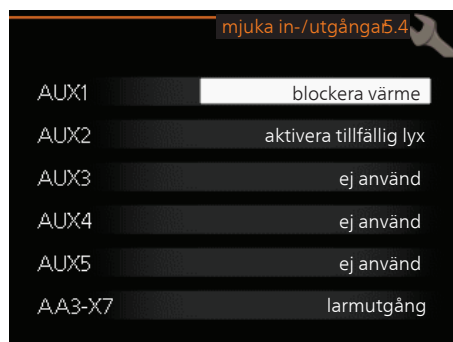 mjuka in-/utgångar 5.4
AUX1 blockera värme
AUX2 aktivera tillfällig lyx
AUX3 ej använd
AUX4 ej använd
AUX5 ej använd
AA3-X7 larmutgång